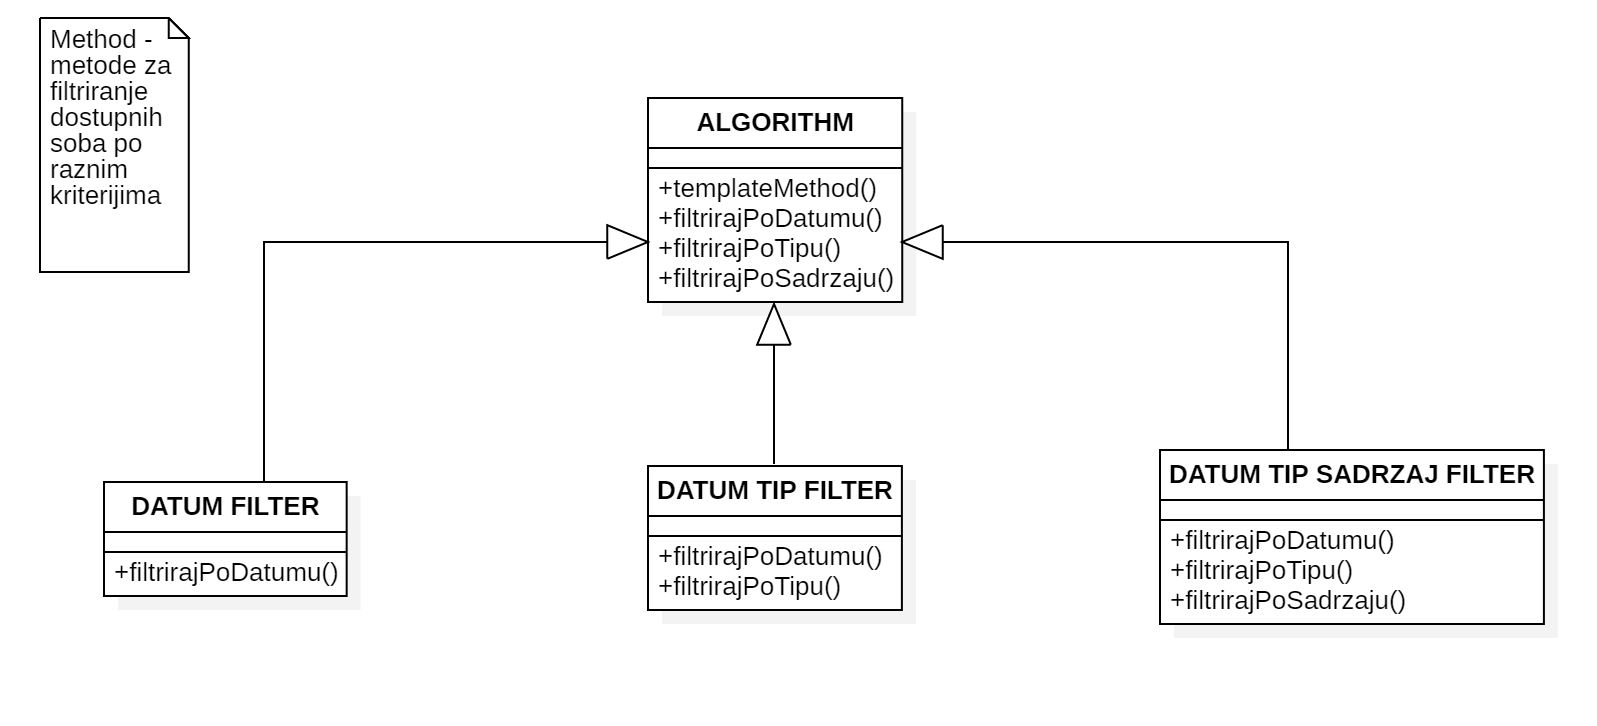 Method -
metode za
filtriranje
dostupnih
soba po
raznim
kriterijima
ALGORITHM
+templateMethod()
+filtrirajPoDatumu()
+filtrirajPoTipu()
+filtrirajPoSadrzaju()
DATUM FILTER
+filtrirajPoDatumu()
DATUM TIP FILTER
+filtrirajPoDatumu()
+filtrirajPoTipu()
DATUM TIP SADRZAJ FILTER
+filtrirajPoDatumu()
+filtrirajPoTipu()
+filtrirajPoSadrzaju()